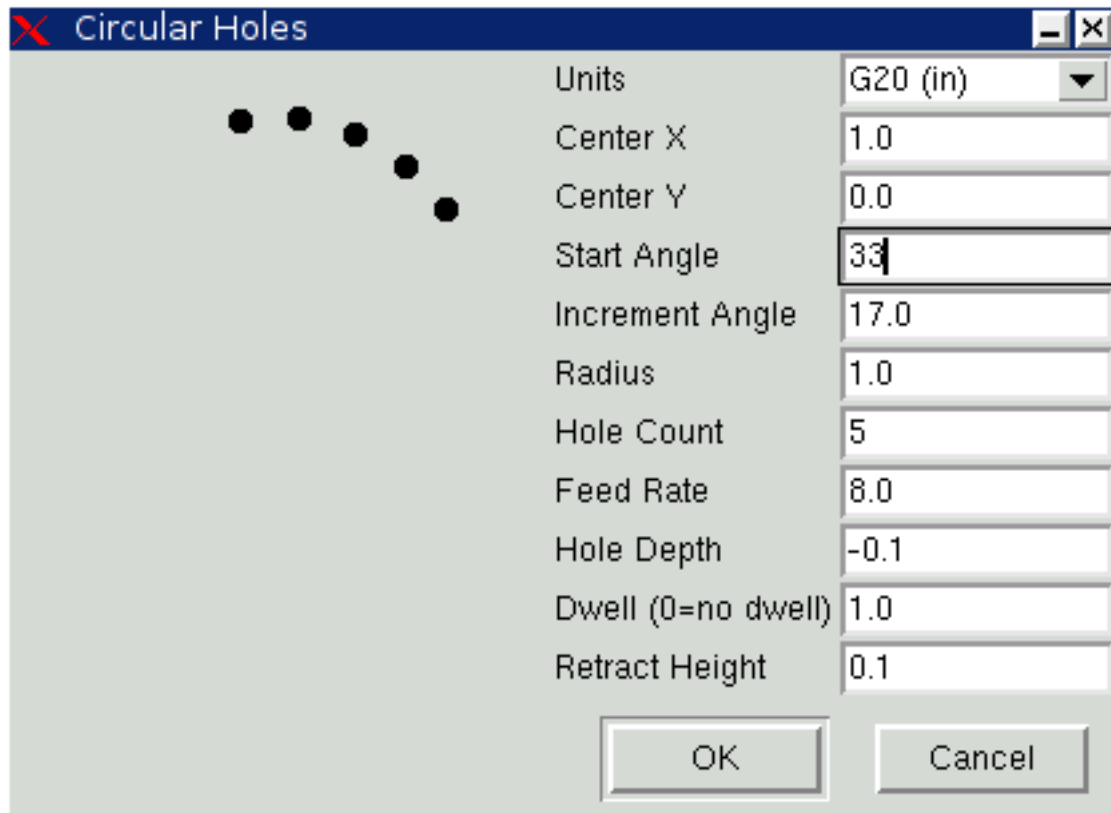 Circular Holes
Units G20 (in)
Center X 1.0
Center Y 0.0
Start Angle 33
Increment Angle 17.0
Radius 1.0
Hole Count 5
Feed Rate 8.0
Hole Depth -0.1
Dwell (0=no dwell) 1.0
Retract Height 0.1
OK Cancel